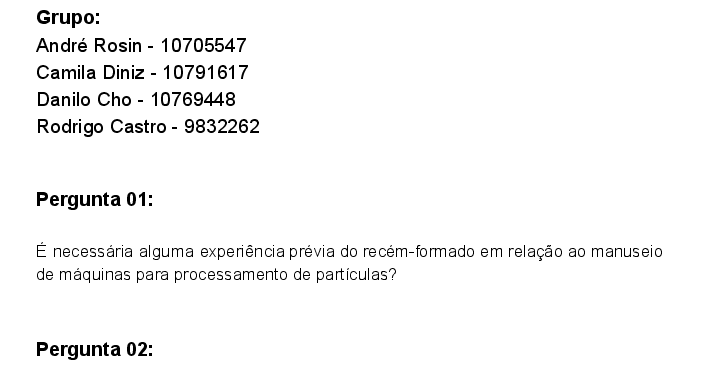 Grupo:
André Rosin - 10705547
Camila Diniz - 10791617
Danilo Cho - 10769448
Rodrigo Castro - 9832262
Pergunta 01:
É necessária alguma experiência prévia do recém-formado em relação ao manuseio
de máquinas para processamento de partículas?
Pergunta 02: